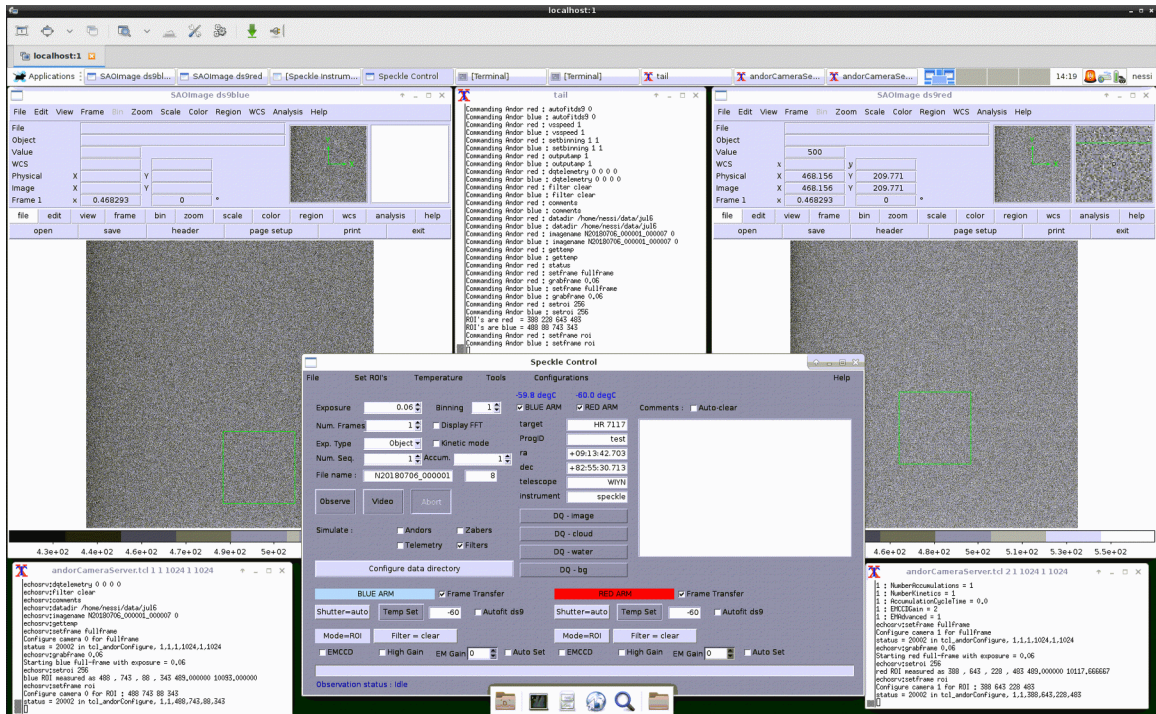 localhost:1
localhost:1
Applications
SAOImage ds9bl...
SAOImage ds9red
[Speckle Instrum...
Speckle Control
[Terminal]
[Terminal]
tail
andorCameraSe...
andorCameraSe...
14:19
nessi
SAOImage ds9blue
File Edit View Frame Bin Zoom Scale Color Region WCS Analysis Help
File
Object
Value
WCS
Physical X Y
Image X Y
Frame 1 x 0.468293 0 °
file edit view frame bin zoom scale color region wcs analysis help
open save header page setup print exit
4.3e+02 4.4e+02 4.6e+02 4.7e+02 4.9e+02 5e+02
tail
Commanding Andor red : autofitds9 0
Commanding Andor blue : autofitds9 0
Commanding Andor red : vsspeed 1
Commanding Andor blue : vsspeed 1
Commanding Andor red : setbinning 1 1
Commanding Andor blue : setbinning 1 1
Commanding Andor red : outputamp 1
Commanding Andor blue : outputamp 1
Commanding Andor red : dqtelemetry 0 0 0 0
Commanding Andor blue : dqtelemetry 0 0 0 0
Commanding Andor red : filter clear
Commanding Andor blue : filter clear
Commanding Andor red : comments
Commanding Andor blue : comments
Commanding Andor red : datadir /home/nessi/data/jul6
Commanding Andor blue : datadir /home/nessi/data/jul6
Commanding Andor red : imagename N20180706_000001_000007 0
Commanding Andor blue : imagename N20180706_000001_000007 0
Commanding Andor red : gettemp
Commanding Andor blue : gettemp
Commanding Andor red : status
Commanding Andor red : setframe fullframe
Commanding Andor red : grabframe 0.06
Commanding Andor blue : setframe fullframe
Commanding Andor blue : grabframe 0.06
Commanding Andor red : setroi 256
Commanding Andor blue : setroi 256
ROI's are red = 388 228 643 483
ROI's are blue = 488 88 743 343
Commanding Andor red : setframe roi
Commanding Andor blue : setframe roi
SAOImage ds9red
File Edit View Frame Bin Zoom Scale Color Region WCS Analysis Help
File
Object
Value 500
WCS x y
Physical X 468.156 Y 209.771
Image X 468.156 Y 209.771
Frame 1 x 0.468293 0 °
file edit view frame bin zoom scale color region wcs analysis help
open save header page setup print exit
4.6e+02 4.8e+02 5e+02 5.1e+02 5.3e+02 5.5e+02
Speckle Control
File Set ROI's Temperature Tools Configurations Help
-59.8 degC -60.0 degC
Exposure 0.06 Binning 1 BLUE ARM RED ARM Comments : Auto-clear
Num. Frames 1 Display FFT target HR 7117
Exp. Type Object Kinetic mode ProgID test
Num. Seq. 1 Accum. 1 ra +09:13:42.703
File name : N20180706_000001 8 dec +82:55:30.713
telescope WIYN
Observe Video Abort instrument speckle
Simulate : Andors Zabers DQ - image
Telemetry Filters DQ - cloud
DQ - water
Configure data directory DQ - bg
BLUE ARM Frame Transfer RED ARM Frame Transfer
Shutter=auto Temp Set -60 Autofit ds9 Shutter=auto Temp Set -60 Autofit ds9
Mode=ROI Filter = clear Mode=ROI Filter = clear
EMCCD High Gain EM Gain 0 Auto Set EMCCD High Gain EM Gain 0 Auto Set
Observation status : Idle
andorCameraServer.tcl 1 1 1024 1 1024
echosrv:dqtelemetry 0 0 0 0
echosrv:filter clear
echosrv:comments
echosrv:datadir /home/nessi/data/jul6
echosrv:imagename N20180706_000001_000007 0
echosrv:gettemp
echosrv:setframe fullframe
Configure camera 0 for fullframe
status = 20002 in tcl_andorConfigure, 1,1,1,1024,1,1024
echosrv:grabframe 0.06
Starting blue full-frame with exposure = 0.06
echosrv:setroi 256
blue ROI measured as 488 , 743 , 88 , 343 489.000000 10093.000000
echosrv:setframe roi
Configure camera 0 for ROI : 488 743 88 343
status = 20002 in tcl_andorConfigure, 1,1,488,743,88,343
andorCameraServer.tcl 2 1 1024 1 1024
1 : NumberAccumulations = 1
1 : NumberKinetics = 1
1 : AccumulationCycleTime = 0.0
1 : EMCCDGain = 2
1 : EMAdvanced = 1
echosrv:setframe fullframe
Configure camera 1 for fullframe
status = 20002 in tcl_andorConfigure, 1,1,1,1024,1,1024
echosrv:grabframe 0.06
Starting red full-frame with exposure = 0.06
echosrv:setroi 256
red ROI measured as 388 , 643 , 228 , 483 489.000000 10117.666667
echosrv:setframe roi
Configure camera 1 for ROI : 388 643 228 483
status = 20002 in tcl_andorConfigure, 1,1,388,643,228,483